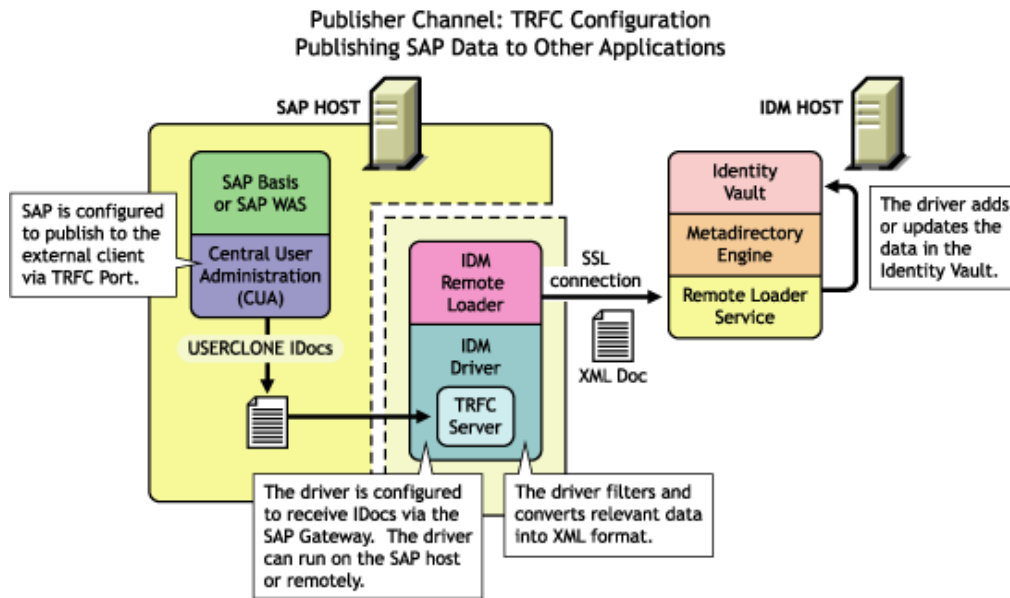 Publisher Channel: TRFC Configuration
Publishing SAP Data to Other Applications
SAP HOST
IDM HOST
SAP Basis
or SAP WAS
Central User
Administration
(CUA)
SAP is configured
to publish to the
external client
via TRFC Port.
USERCLONE IDocs
IDM
Remote
Loader
IDM
Driver
TRFC
Server
SSL
connection
XML Doc
Identity
Vault
Metadirectory
Engine
Remote Loader
Service
The driver adds
or updates the
data in the
Identity Vault.
The driver is configured
to receive IDocs via the
SAP Gateway. The driver
can run on the SAP host
or remotely.
The driver filters and
converts relevant data
into XML format.